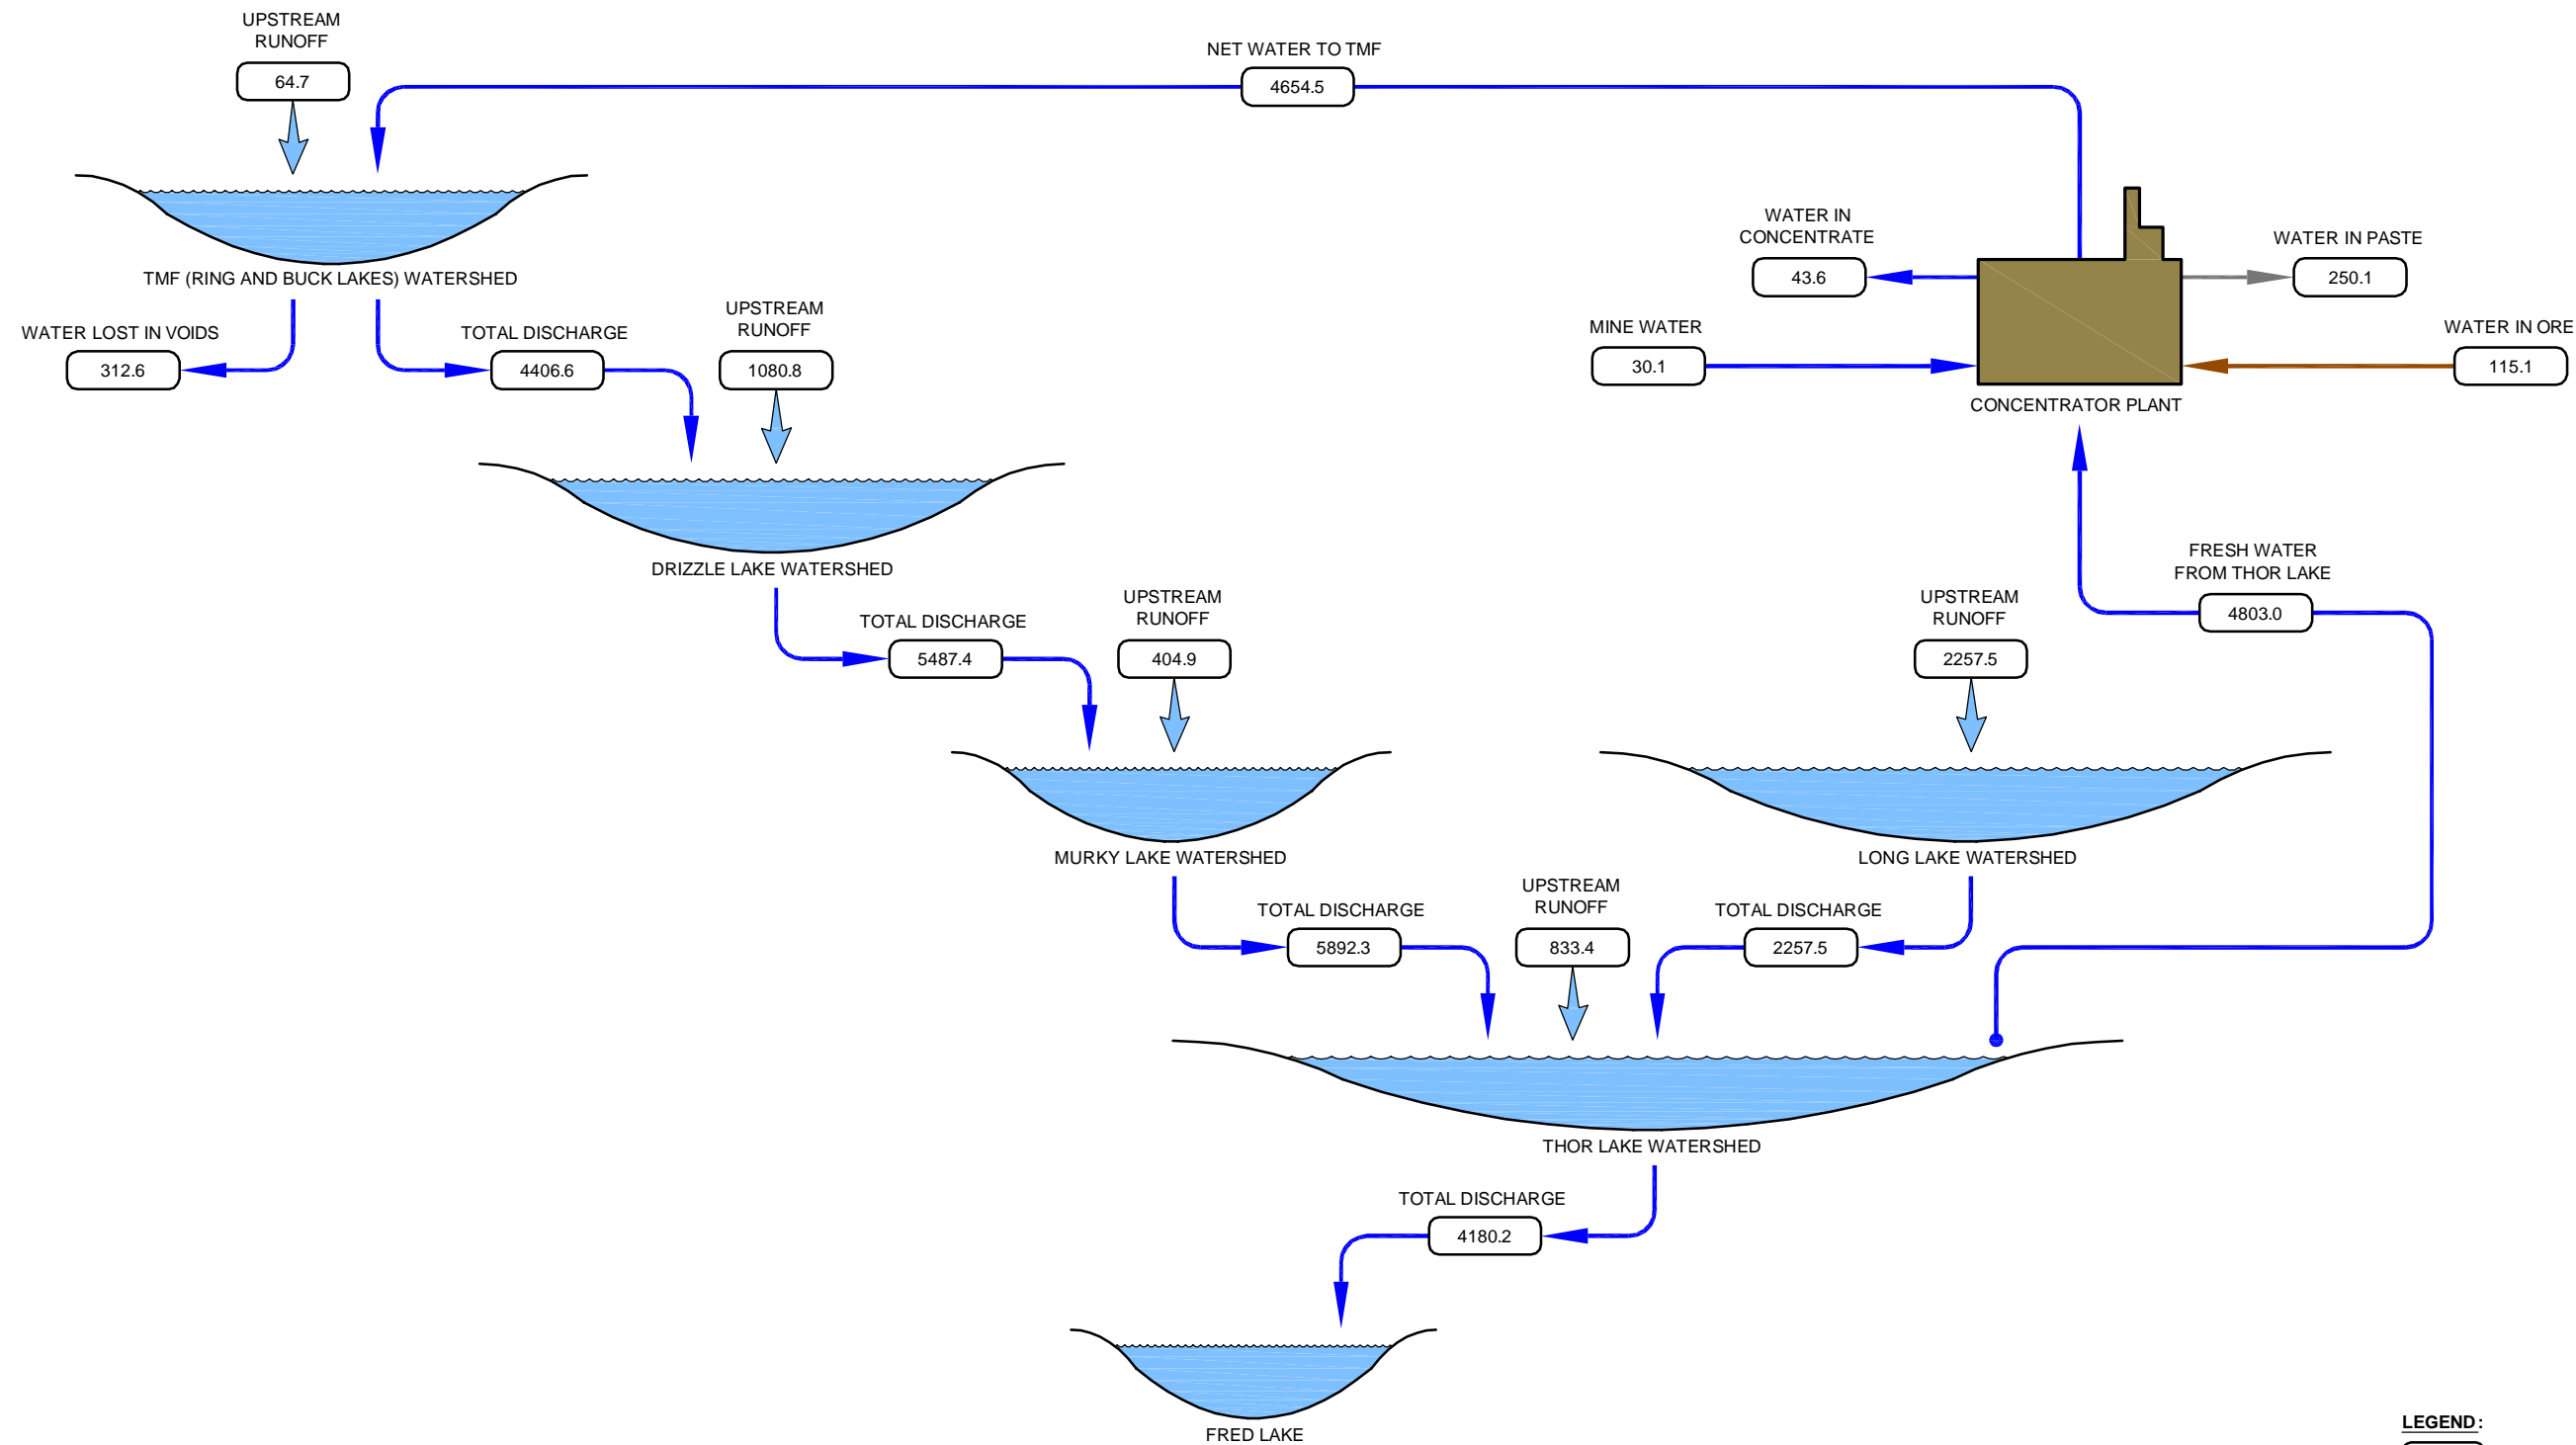 UPSTREAM
RUNOFF
64.7
NET WATER TO TMF
4654.5
TMF (RING AND BUCK LAKES) WATERSHED
WATER LOST IN VOIDS
312.6
TOTAL DISCHARGE
4406.6
UPSTREAM
RUNOFF
1080.8
WATER IN
CONCENTRATE
43.6
WATER IN PASTE
250.1
MINE WATER
30.1
WATER IN ORE
115.1
CONCENTRATOR PLANT
DRIZZLE LAKE WATERSHED
TOTAL DISCHARGE
5487.4
UPSTREAM
RUNOFF
404.9
UPSTREAM
RUNOFF
2257.5
FRESH WATER
FROM THOR LAKE
4803.0
MURKY LAKE WATERSHED
LONG LAKE WATERSHED
TOTAL DISCHARGE
5892.3
UPSTREAM
RUNOFF
833.4
TOTAL DISCHARGE
2257.5
THOR LAKE WATERSHED
TOTAL DISCHARGE
4180.2
FRED LAKE
LEGEND: